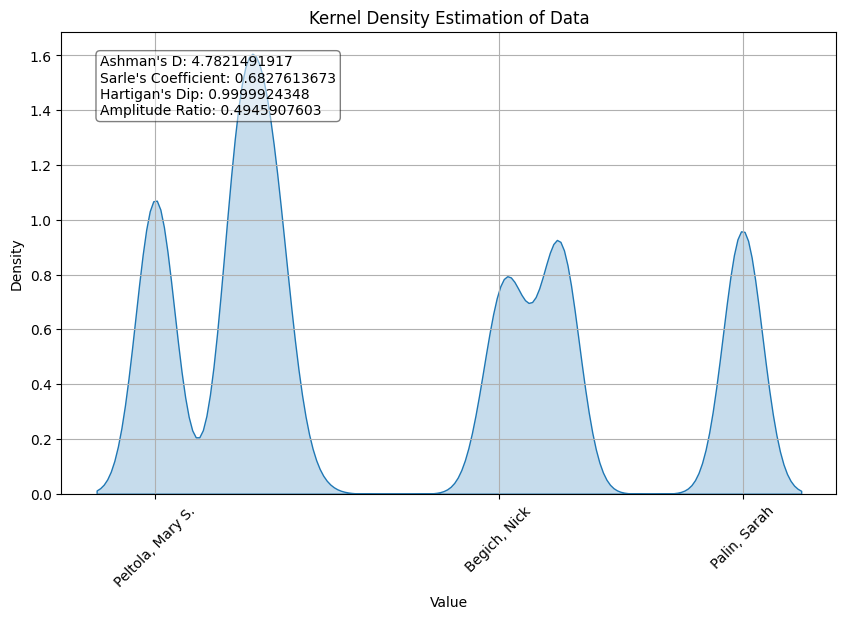 Kernel Density Estimation of Data
Ashman's D: 4.7821491917
Sarle's Coefficient: 0.6827613673
Hartigan's Dip: 0.9999924348
Amplitude Ratio: 0.4945907603
1.6
1.4
1.2
1.0
0.8
0.6
0.4
0.2
0.0
Density
Peltola, Mary S.
Begich, Nick
Palin, Sarah
Value